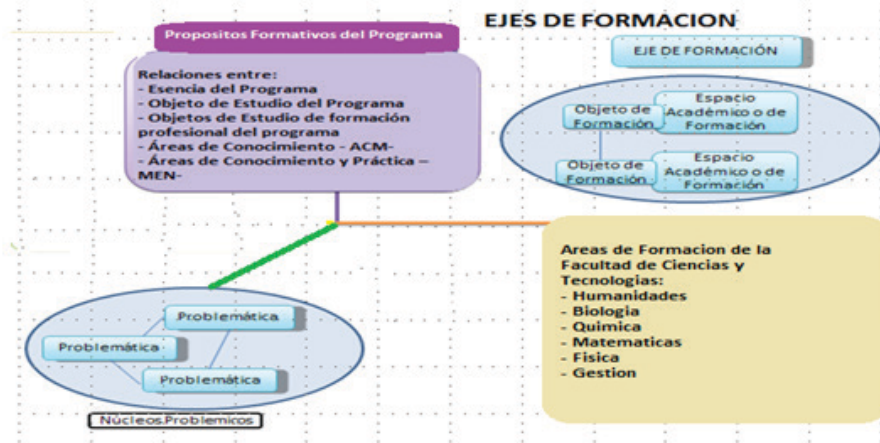 EJES DE FORMACION
Propositos Formativos del Programa
Relaciones entre:
- Esencia del Programa
- Objeto de Estudio del Programa
- Objetos de Estudio de formación
profesional del programa
- Áreas de Conocimiento - ACM-
- Áreas de Conocimiento y Práctica –
MEN-
EJE DE FORMACIÓN
Objeto de
Formación
Espacio
Académico o de
Formación
Objeto de
Formación
Espacio
Académico o de
Formación
Areas de Formacion de la
Facultad de Ciencias y
Tecnologias:
- Humanidades
- Biologia
- Quimica
- Matematicas
- Fisica
- Gestion
Problemática
Problemática
Problemática
Núcleos Problemicos